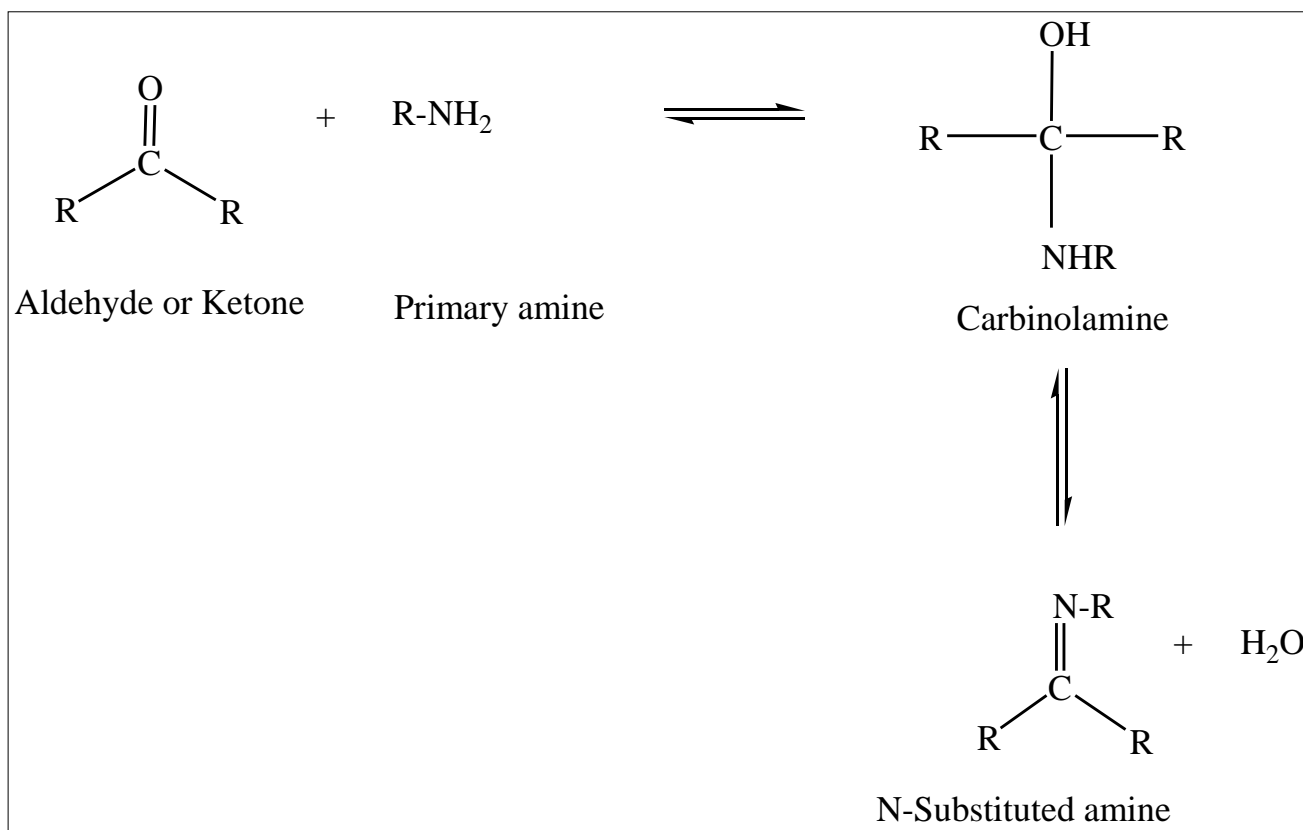 OH
O
+ R-NH₂
R C R
C
R R
NHR
Aldehyde or Ketone
Primary amine
Carbinolamine
N-R
+ H₂O
C
R R
N-Substituted amine